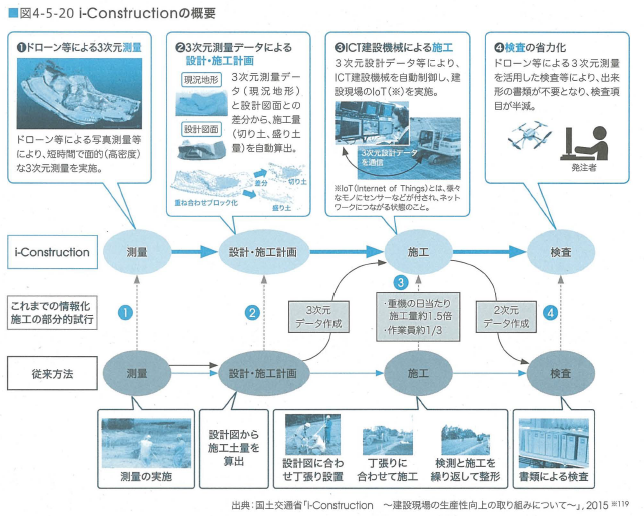 ■図4-5-20 i-Constructionの概要
❶ドローン等による3次元測量
ドローン等による写真測量等
により、短時間で面的(高密度)
な3次元測量を実施。
❷3次元測量データによる
設計・施工計画
現況地形
設計図面
3次元測量デー
タ(現況地形)
と設計図面との
差分から、施工量
(切り土、盛り土
量)を自動算出。
差分
切り土
重ね合わせブロック化
盛り土
❸ICT建設機械による施工
3次元設計データ等により、
ICT建設機械を自動制御し、建
設現場のIoT(※)を実施。
3次元設計データ
を通信
※IoT(Internet of Things)とは、様々
なモノにセンサーなどが付され、ネット
ワークにつながる状態のこと。
❹検査の省力化
ドローン等による3次元測量
を活用した検査等により、出来
形の書類が不要となり、検査項
目が半減。
発注者
i-Construction
測量
設計・施工計画
施工
検査
これまでの情報化
施工の部分的試行
❶
❷
3次元
データ作成
❸
・重機の日当たり
施工量約1.5倍
・作業員約1/3
2次元
データ作成
❹
従来方法
測量
設計・施工計画
施工
検査
測量の実施
設計図から
施工土量を
算出
設計図に合わ
せ丁張り設置
丁張りに
合わせて施工
検測と施工を
繰り返して整形
書類による検査
出典：国土交通省「i-Construction ～建設現場の生産性向上の取り組みについて～」, 2015 ※119